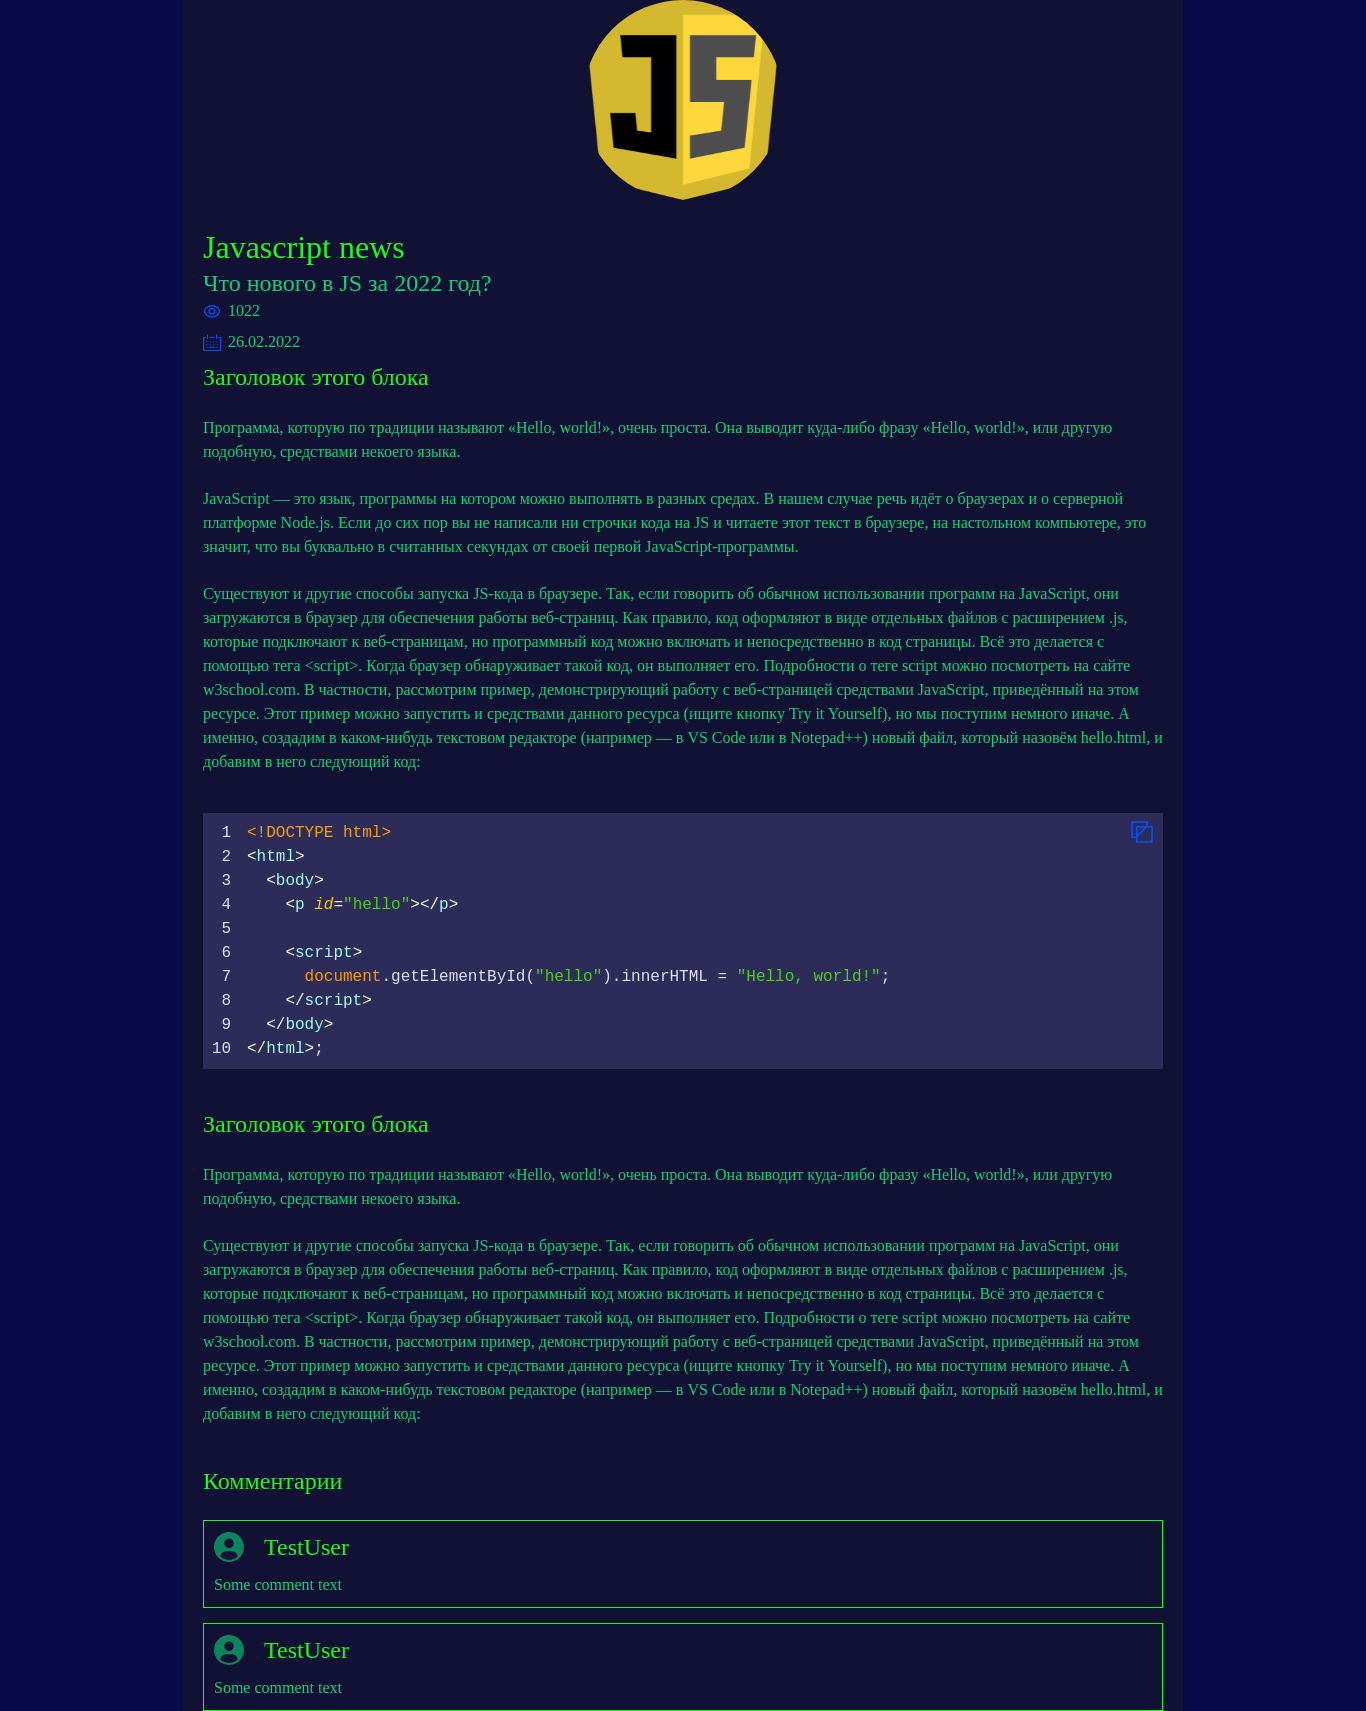 JS
Javascript news
Что нового в JS за 2022 год?
1022
26.02.2022
Заголовок этого блока
Программа, которую по традиции называют «Hello, world!», очень проста. Она выводит куда-либо фразу «Hello, world!», или другую
подобную, средствами некоего языка.
JavaScript — это язык, программы на котором можно выполнять в разных средах. В нашем случае речь идёт о браузерах и о серверной
платформе Node.js. Если до сих пор вы не написали ни строчки кода на JS и читаете этот текст в браузере, на настольном компьютере, это
значит, что вы буквально в считанных секундах от своей первой JavaScript-программы.
Существуют и другие способы запуска JS-кода в браузере. Так, если говорить об обычном использовании программ на JavaScript, они
загружаются в браузер для обеспечения работы веб-страниц. Как правило, код оформляют в виде отдельных файлов с расширением .js,
которые подключают к веб-страницам, но программный код можно включать и непосредственно в код страницы. Всё это делается с
помощью тега <script>. Когда браузер обнаруживает такой код, он выполняет его. Подробности о теге script можно посмотреть на сайте
w3school.com. В частности, рассмотрим пример, демонстрирующий работу с веб-страницей средствами JavaScript, приведённый на этом
ресурсе. Этот пример можно запустить и средствами данного ресурса (ищите кнопку Try it Yourself), но мы поступим немного иначе. А
именно, создадим в каком-нибудь текстовом редакторе (например — в VS Code или в Notepad++) новый файл, который назовём hello.html, и
добавим в него следующий код:
1 <!DOCTYPE html>
2 <html>
3   <body>
4     <p id="hello"></p>
5
6     <script>
7       document.getElementById("hello").innerHTML = "Hello, world!";
8     </script>
9   </body>
10 </html>;
Заголовок этого блока
Программа, которую по традиции называют «Hello, world!», очень проста. Она выводит куда-либо фразу «Hello, world!», или другую
подобную, средствами некоего языка.
Существуют и другие способы запуска JS-кода в браузере. Так, если говорить об обычном использовании программ на JavaScript, они
загружаются в браузер для обеспечения работы веб-страниц. Как правило, код оформляют в виде отдельных файлов с расширением .js,
которые подключают к веб-страницам, но программный код можно включать и непосредственно в код страницы. Всё это делается с
помощью тега <script>. Когда браузер обнаруживает такой код, он выполняет его. Подробности о теге script можно посмотреть на сайте
w3school.com. В частности, рассмотрим пример, демонстрирующий работу с веб-страницей средствами JavaScript, приведённый на этом
ресурсе. Этот пример можно запустить и средствами данного ресурса (ищите кнопку Try it Yourself), но мы поступим немного иначе. А
именно, создадим в каком-нибудь текстовом редакторе (например — в VS Code или в Notepad++) новый файл, который назовём hello.html, и
добавим в него следующий код:
Комментарии
TestUser
Some comment text
TestUser
Some comment text